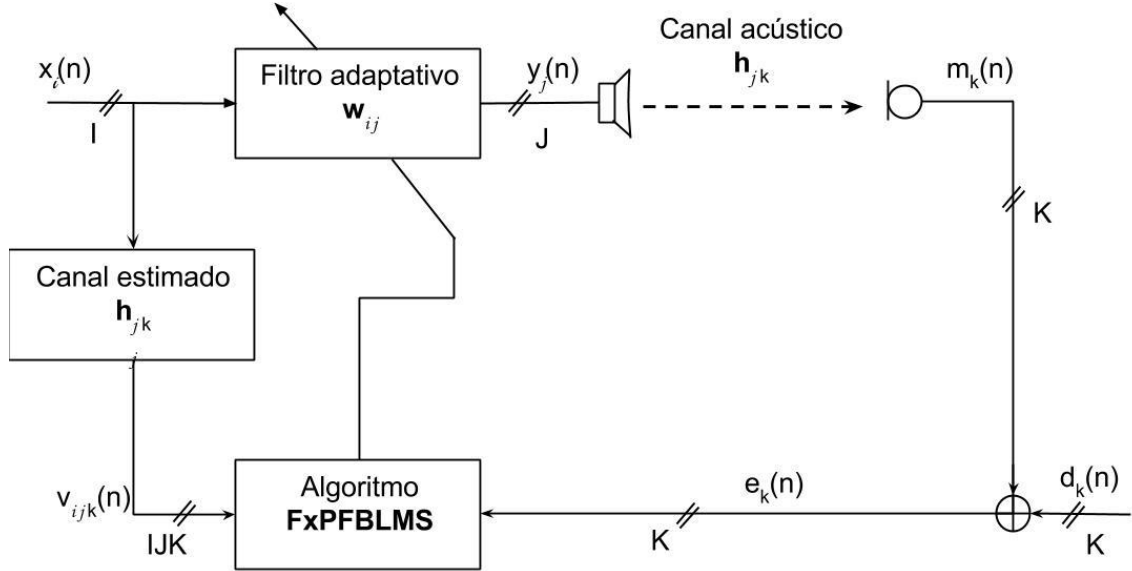 Canal acústico
h_jk
x_i(n)
I
Filtro adaptativo
w_ij
y_j(n)
J
m_k(n)
K
Canal estimado
h_jk
j
v_ijk(n)
IJK
Algoritmo
FxPFBLMS
e_k(n)
K
d_k(n)
K